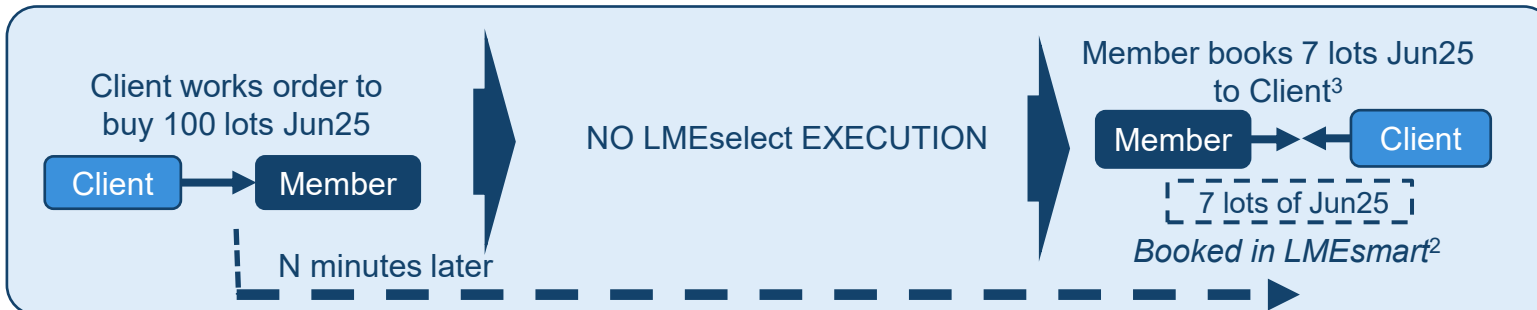 Client works order to
buy 100 lots Jun25
Client
Member
N minutes later
NO LMEselect EXECUTION
Member books 7 lots Jun25
to Client³
Member
Client
7 lots of Jun25
Booked in LMEsmart²